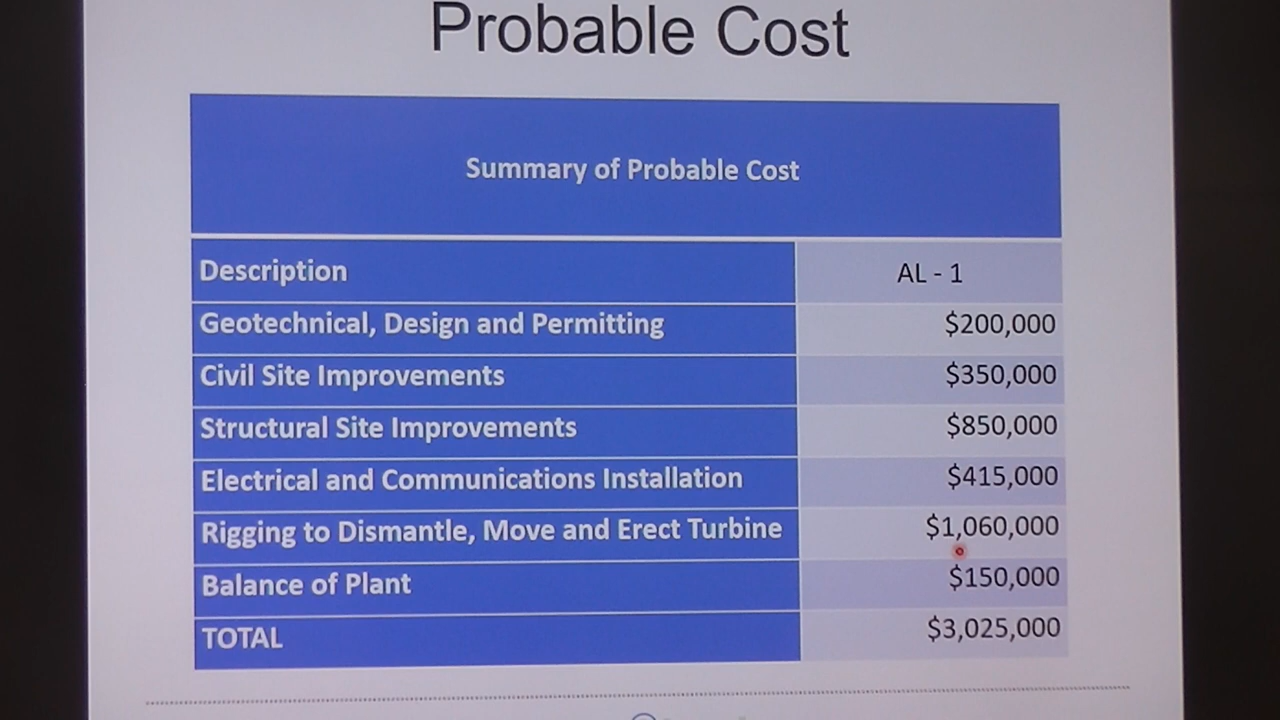 Probable Cost
Summary of Probable Cost
Description AL - 1
Geotechnical, Design and Permitting $200,000
Civil Site Improvements $350,000
Structural Site Improvements $850,000
Electrical and Communications Installation $415,000
Rigging to Dismantle, Move and Erect Turbine $1,060,000
Balance of Plant $150,000
TOTAL $3,025,000